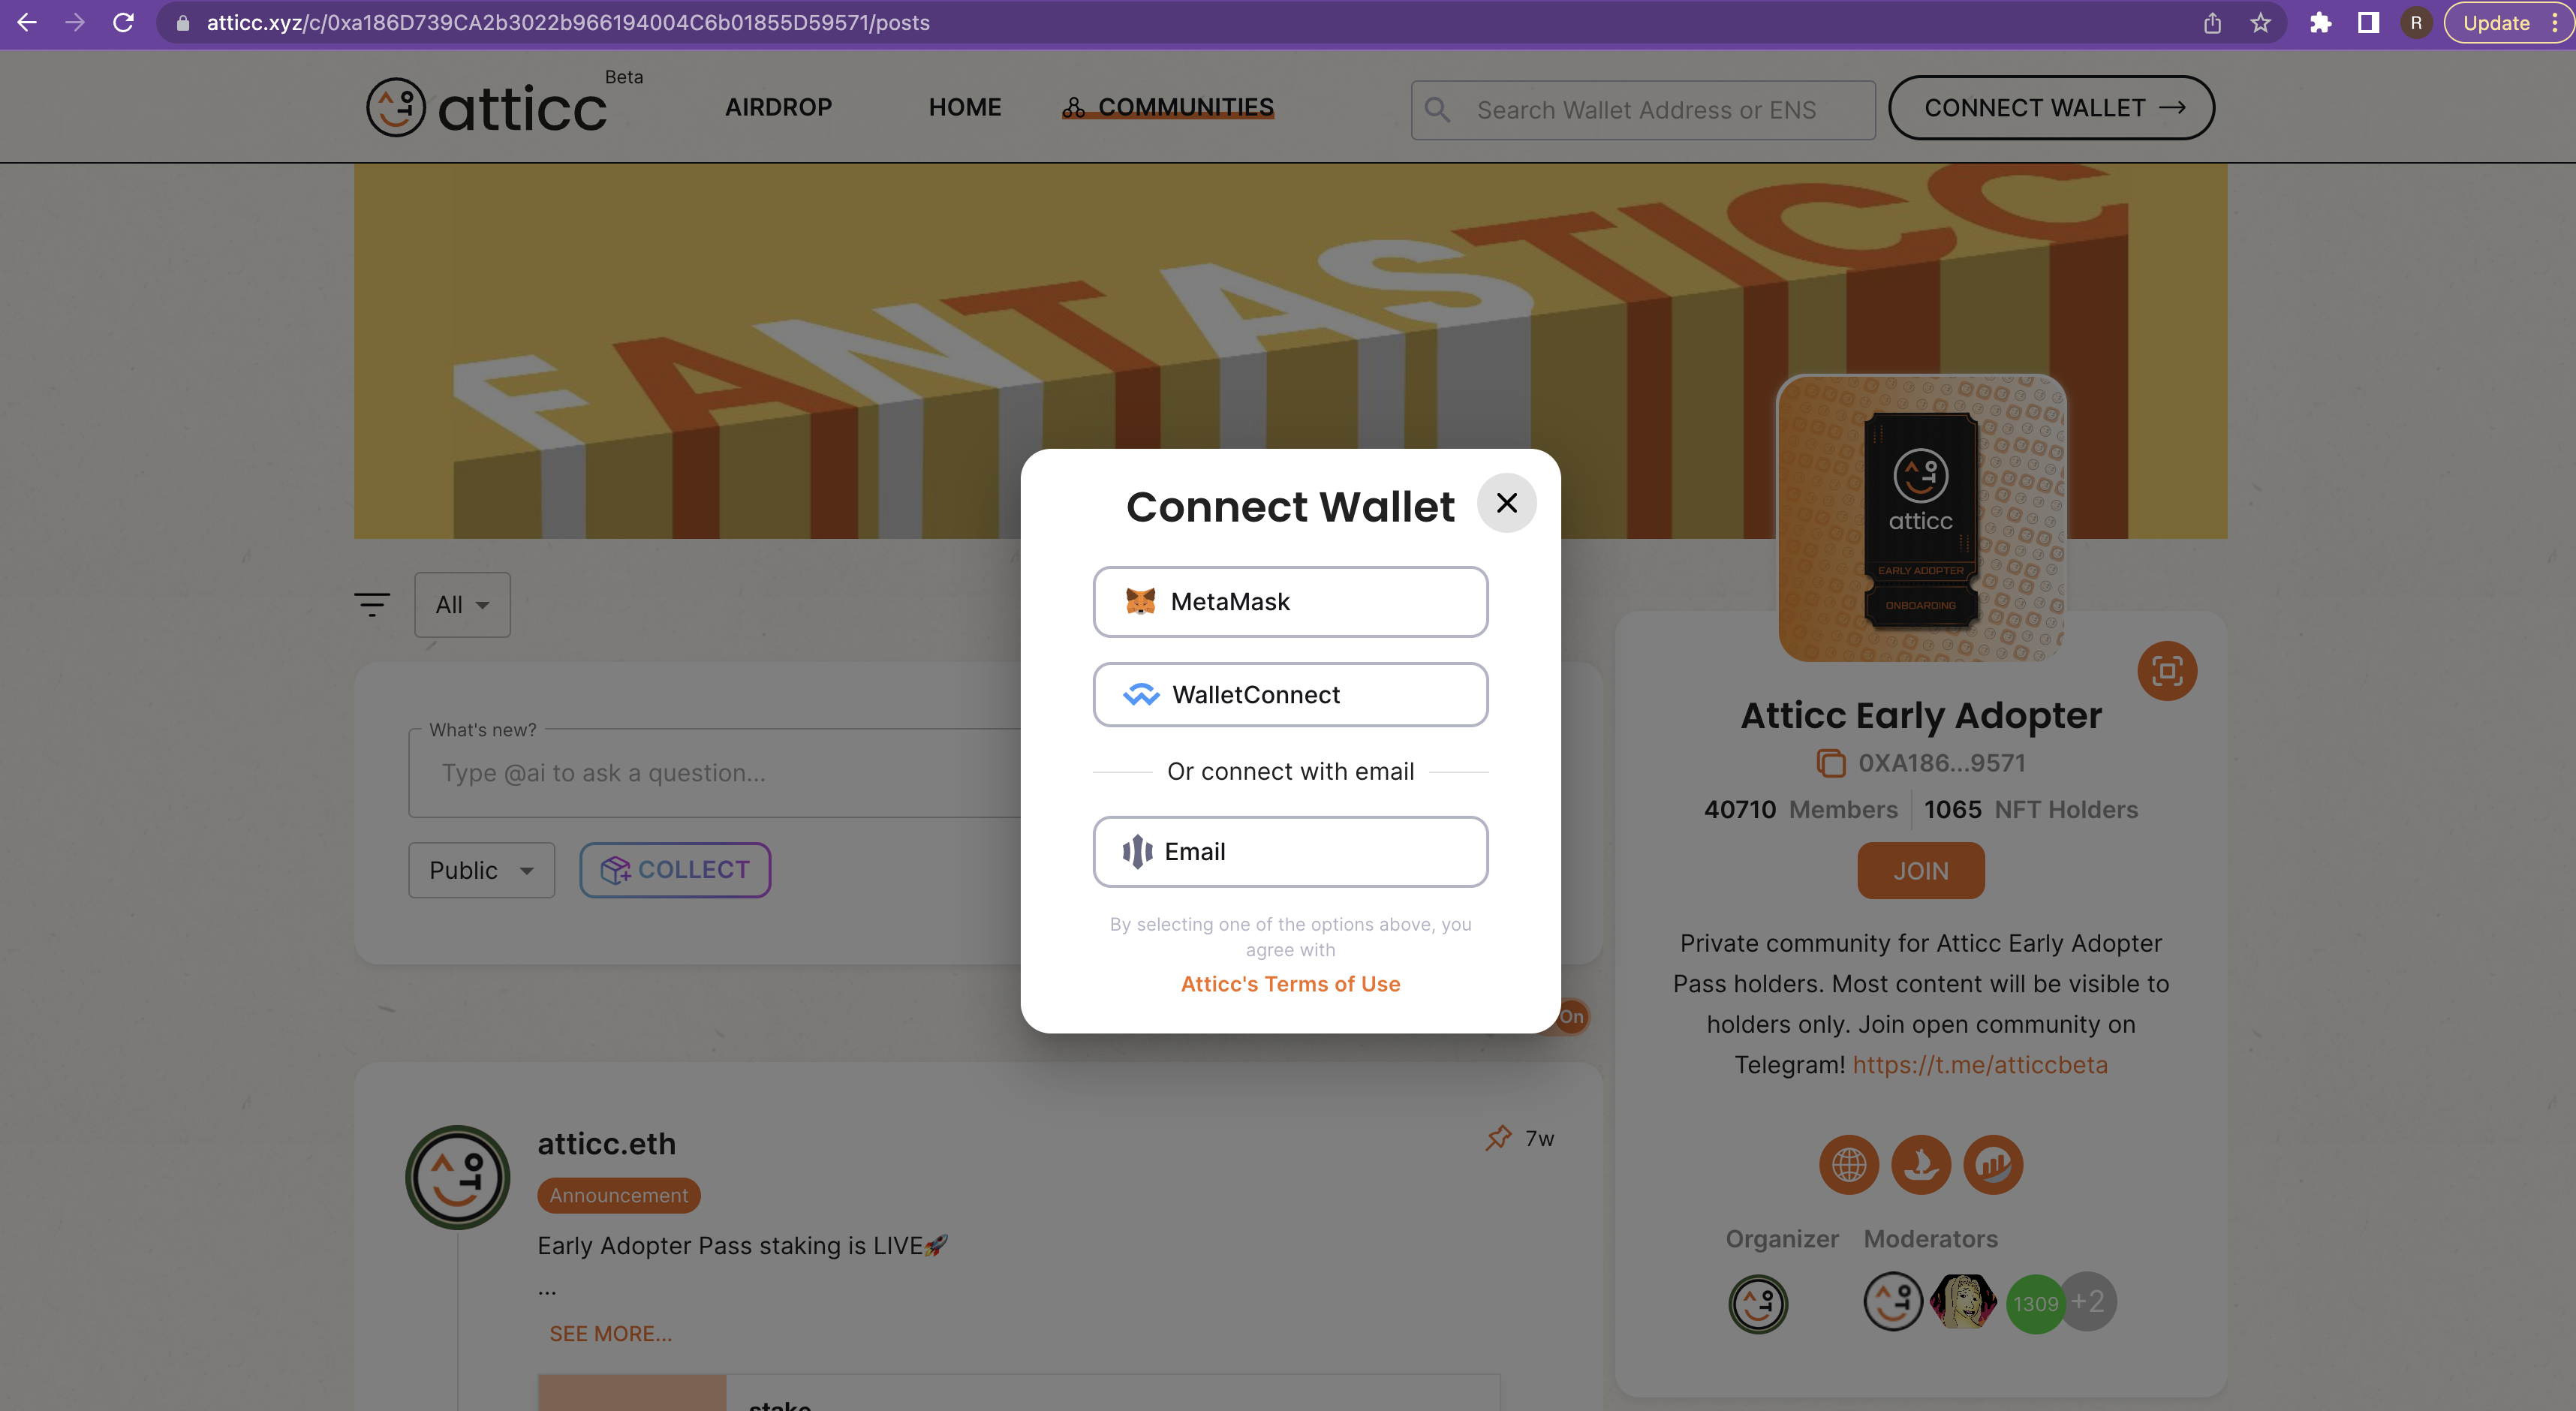 atticc.xyz/c/0xa186D739CA2b3022b966194004C6b01855D59571/posts
R
Update
atticc
Beta
AIRDROP
HOME
COMMUNITIES
Search Wallet Address or ENS
CONNECT WALLET
FANTASTICC
atticc
EARLY ADOPTER
ONBOARDING
All
What's new?
Type @ai to ask a question...
Public
COLLECT
Connect Wallet
MetaMask
WalletConnect
Or connect with email
Email
By selecting one of the options above, you
agree with
Atticc's Terms of Use
On
atticc.eth
7w
Announcement
Early Adopter Pass staking is LIVE🚀
...
SEE MORE...
stake
Atticc Early Adopter
0XA186...9571
40710 Members
1065 NFT Holders
JOIN
Private community for Atticc Early Adopter
Pass holders. Most content will be visible to
holders only. Join open community on
Telegram! https://t.me/atticcbeta
Organizer
Moderators
1309
+2